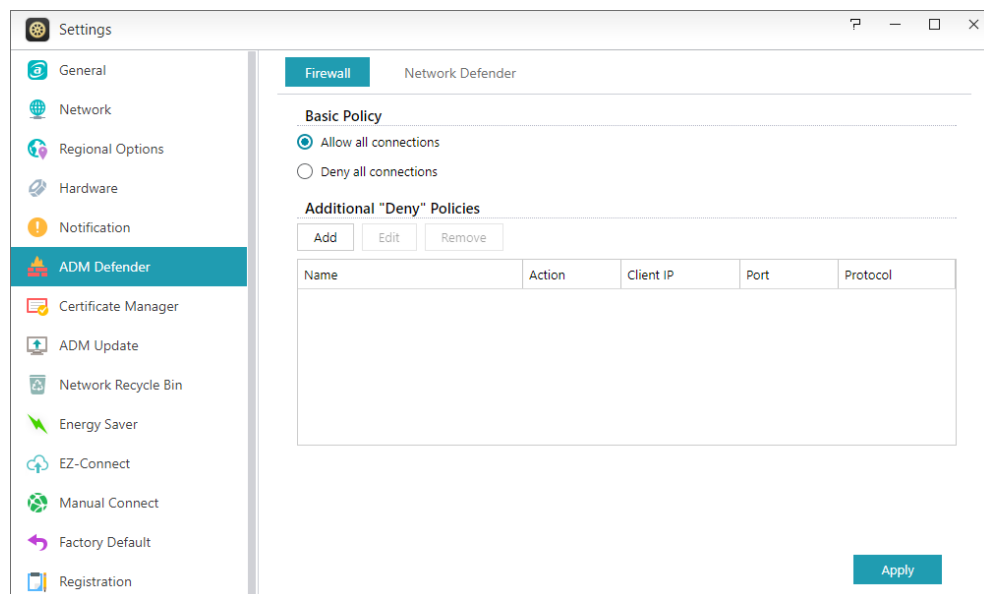 Settings
General
Network
Regional Options
Hardware
Notification
ADM Defender
Certificate Manager
ADM Update
Network Recycle Bin
Energy Saver
EZ-Connect
Manual Connect
Factory Default
Registration
Firewall Network Defender
Basic Policy
Allow all connections
Deny all connections
Additional "Deny" Policies
Add Edit Remove
Name Action Client IP Port Protocol
Apply